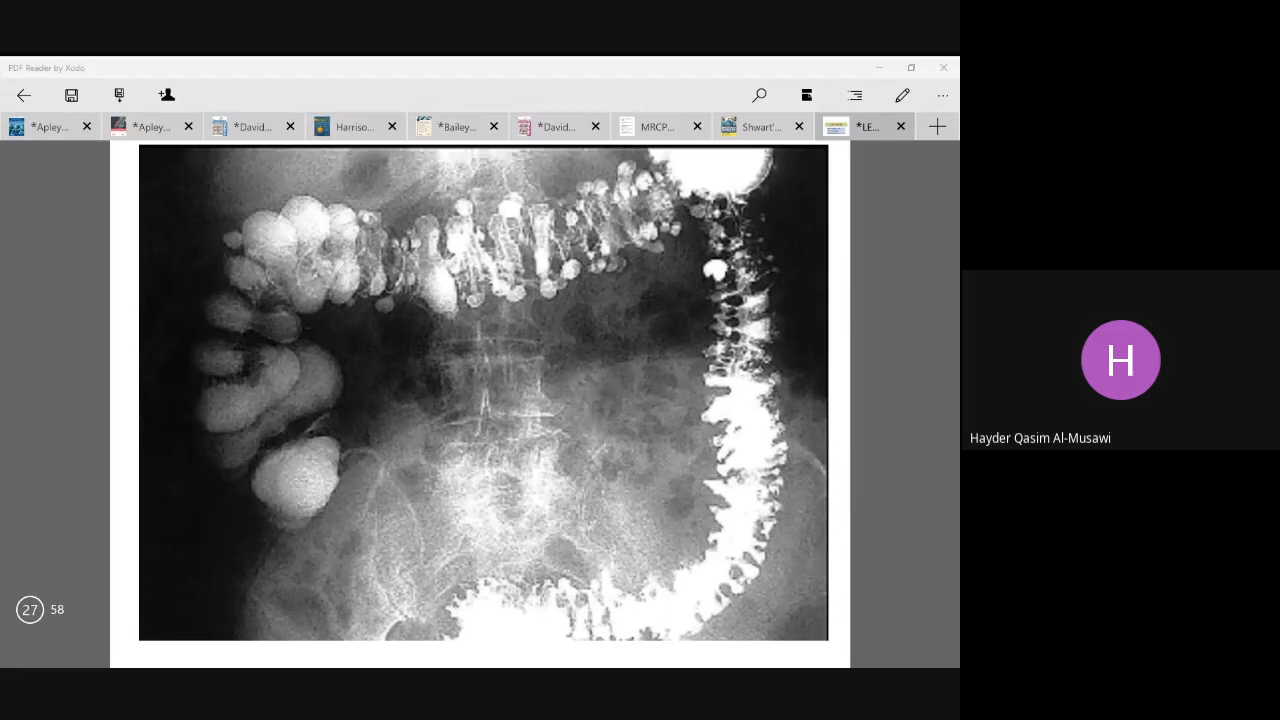 PDF Reader by Xodo
*Apley...
*Apley...
*David...
Harriso...
*Bailey...
*David...
MRCP...
Shwart'...
*LE...
H
Hayder Qasim Al-Musawi
27 58